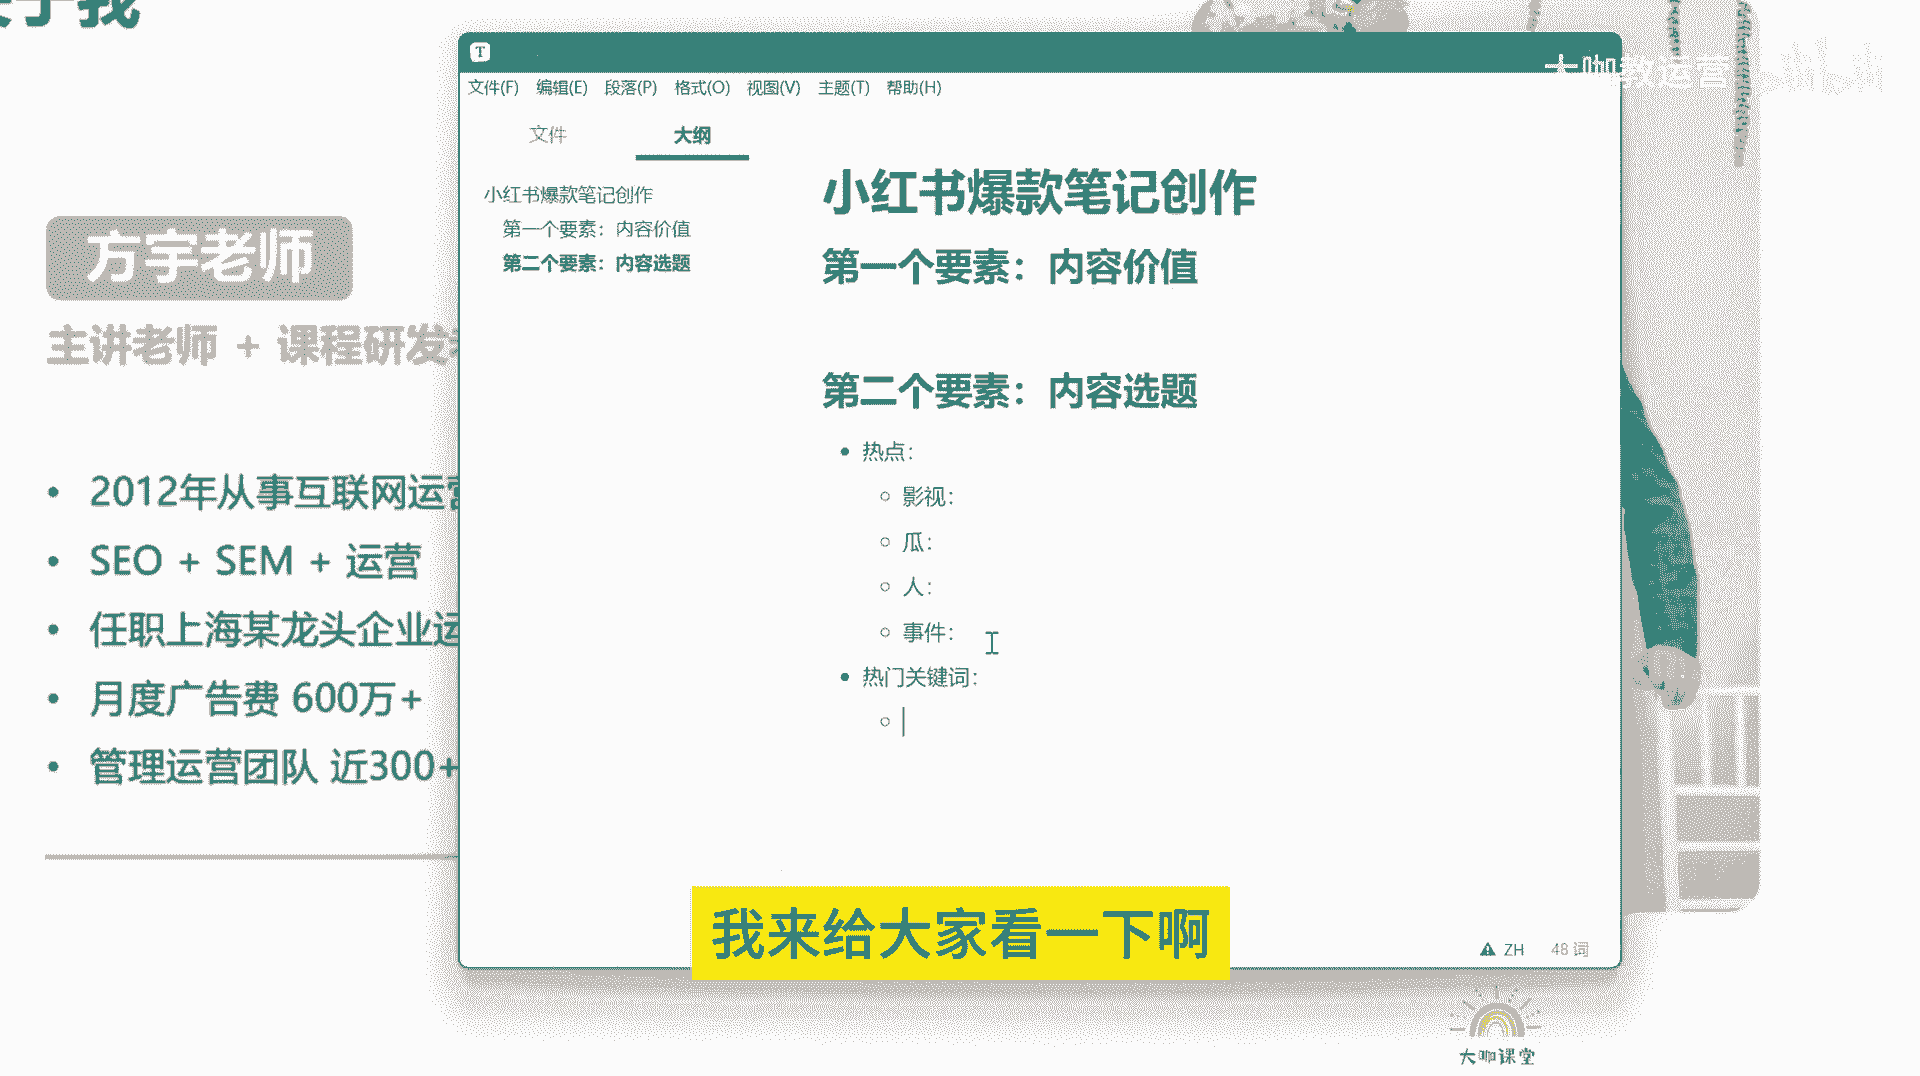 于我
方宇老师
主讲老师 + 课程研发
2012年从事互联网运营
SEO + SEM + 运营
任职上海某龙头企业运
月度广告费 600万+
管理运营团队 近300+
T
文件(F) 编辑(E) 段落(P) 格式(O) 视图(V) 主题(T) 帮助(H)
文件 大纲
小红书爆款笔记创作
第一个要素：内容价值
第二个要素：内容选题
小红书爆款笔记创作
第一个要素：内容价值
第二个要素：内容选题
热点：
影视：
瓜：
人：
事件：
热门关键词：
ZH 48 词
大咖教运营 bilibili
我来给大家看一下啊
大咖课堂